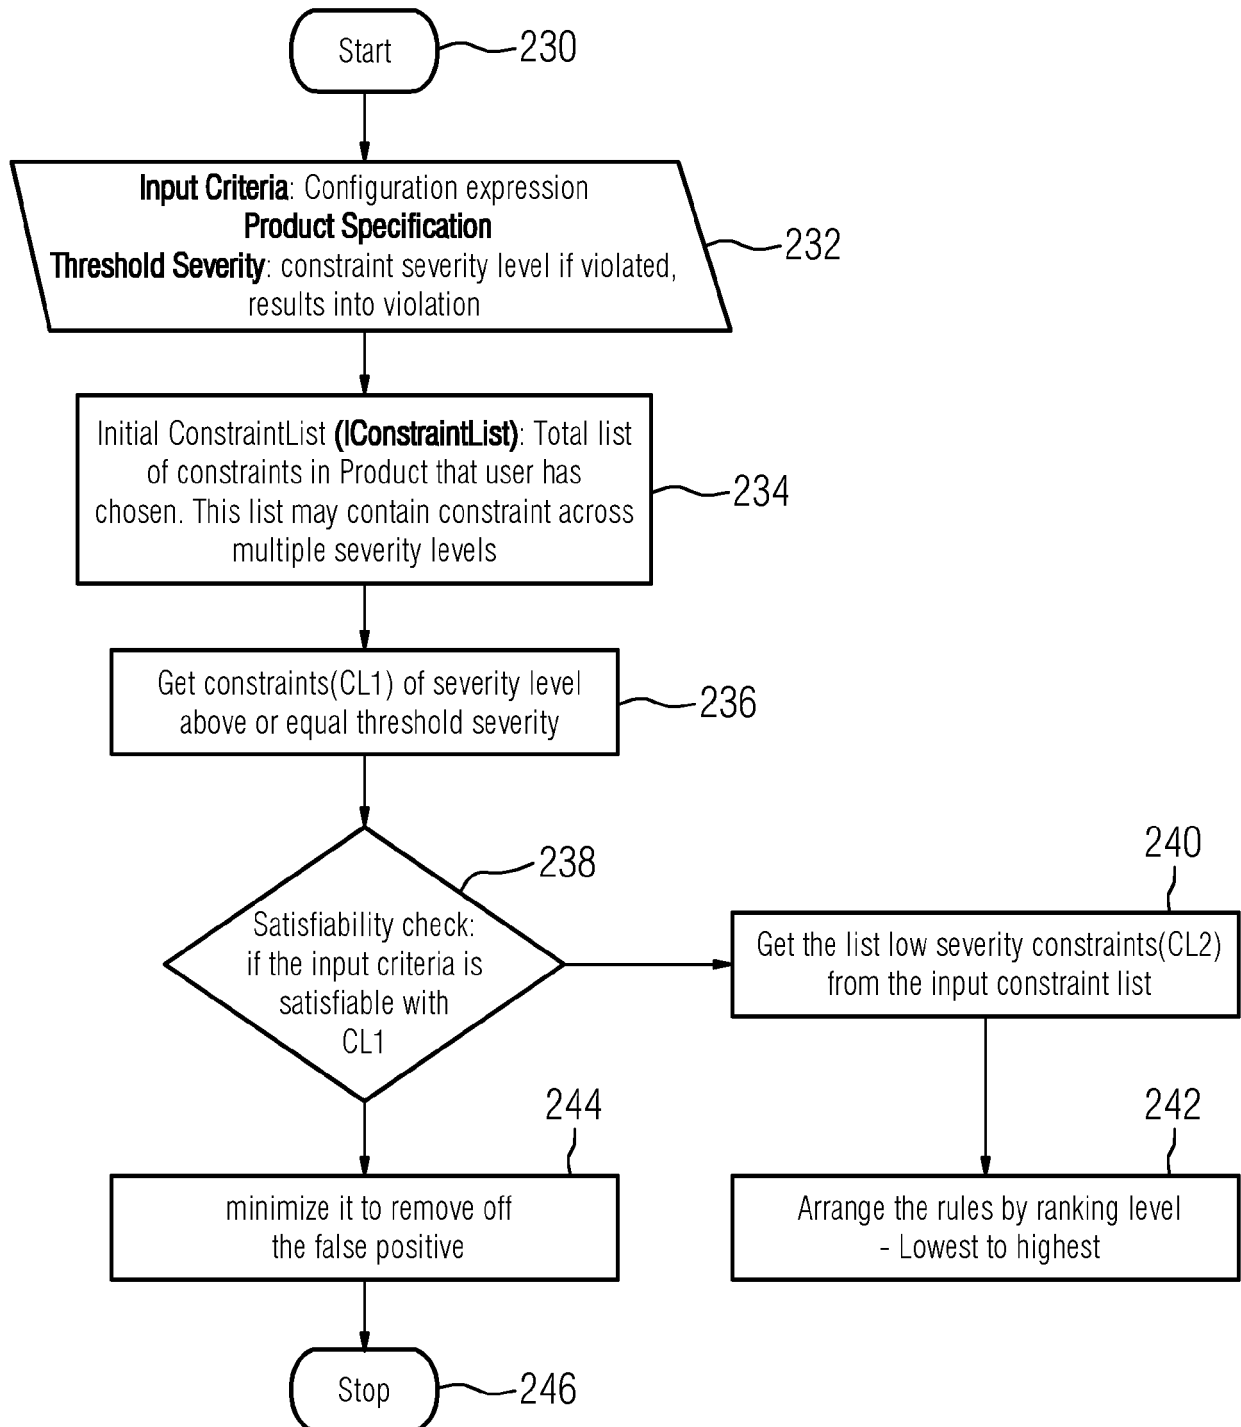 Start
230
Input Criteria: Configuration expression
Product Specification
Threshold Severity: constraint severity level if violated,
results into violation
232
Initial ConstraintList (IConstraintList): Total list
of constraints in Product that user has
chosen. This list may contain constraint across
multiple severity levels
234
Get constraints(CL1) of severity level
above or equal threshold severity
236
238
Satisfiability check:
if the input criteria is
satisfiable with
CL1
240
Get the list low severity constraints(CL2)
from the input constraint list
244
minimize it to remove off
the false positive
242
Arrange the rules by ranking level
- Lowest to highest
Stop
246